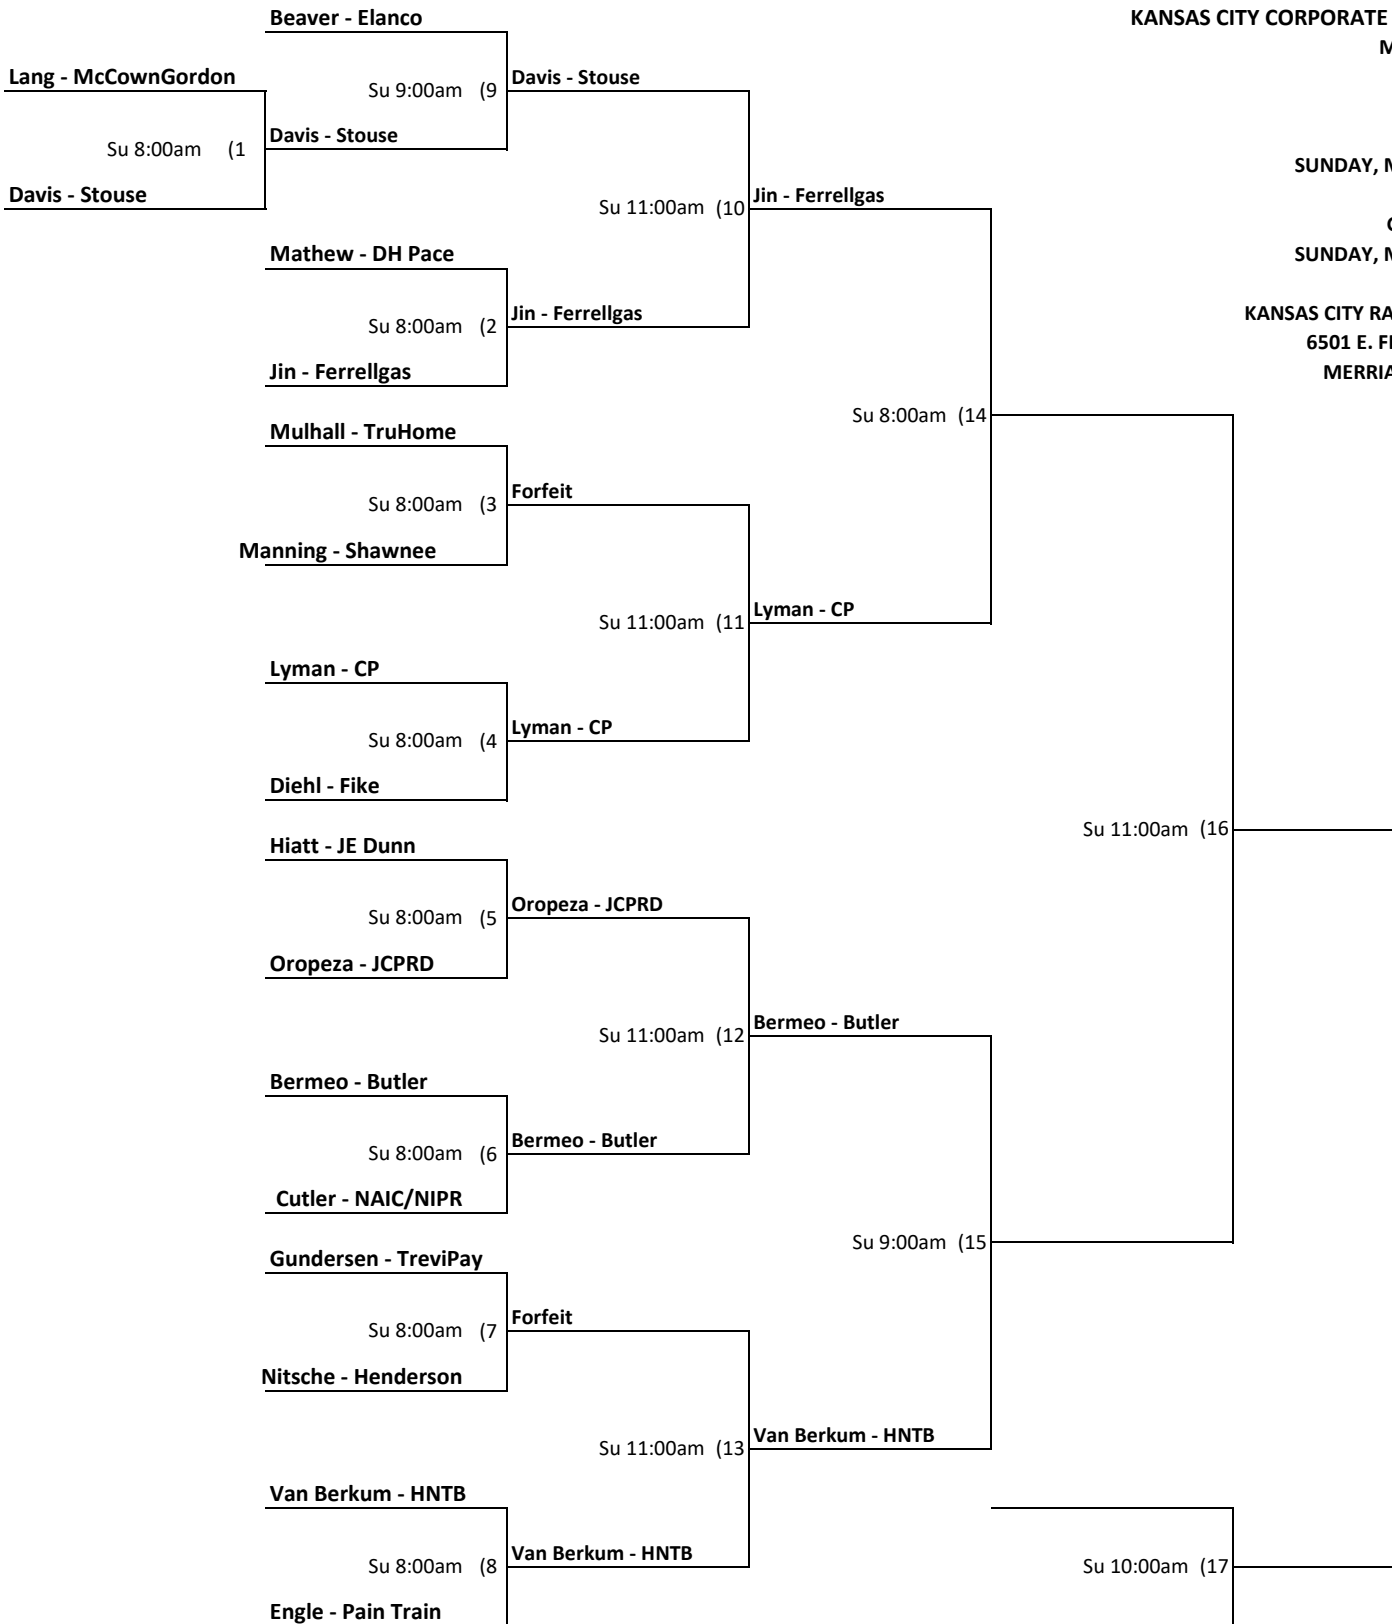 Beaver - Elanco
KANSAS CITY CORPORATE
Lang - McCownGordon
Su 9:00am (9
Davis - Stouse
Su 8:00am (1
Davis - Stouse
SUNDAY,
Davis - Stouse
Su 11:00am (10
Jin - Ferrellgas
Mathew - DH Pace
SUNDAY,
Su 8:00am (2
Jin - Ferrellgas
KANSAS CITY
6501 E.
Jin - Ferrellgas
Su 8:00am (14
Mulhall - TruHome
Su 8:00am (3
Forfeit
Manning - Shawnee
Su 11:00am (11
Lyman - CP
Lyman - CP
Su 8:00am (4
Lyman - CP
Diehl - Fike
Su 11:00am (16
Hiatt - JE Dunn
Su 8:00am (5
Oropeza - JCPRD
Oropeza - JCPRD
Su 11:00am (12
Bermeo - Butler
Bermeo - Butler
Su 8:00am (6
Bermeo - Butler
Cutler - NAIC/NIPR
Su 9:00am (15
Gundersen - TreviPay
Su 8:00am (7
Forfeit
Nitsche - Henderson
Su 11:00am (13
Van Berkum - HNTB
Van Berkum - HNTB
Su 8:00am (8
Van Berkum - HNTB
Su 10:00am (17
Engle - Pain Train